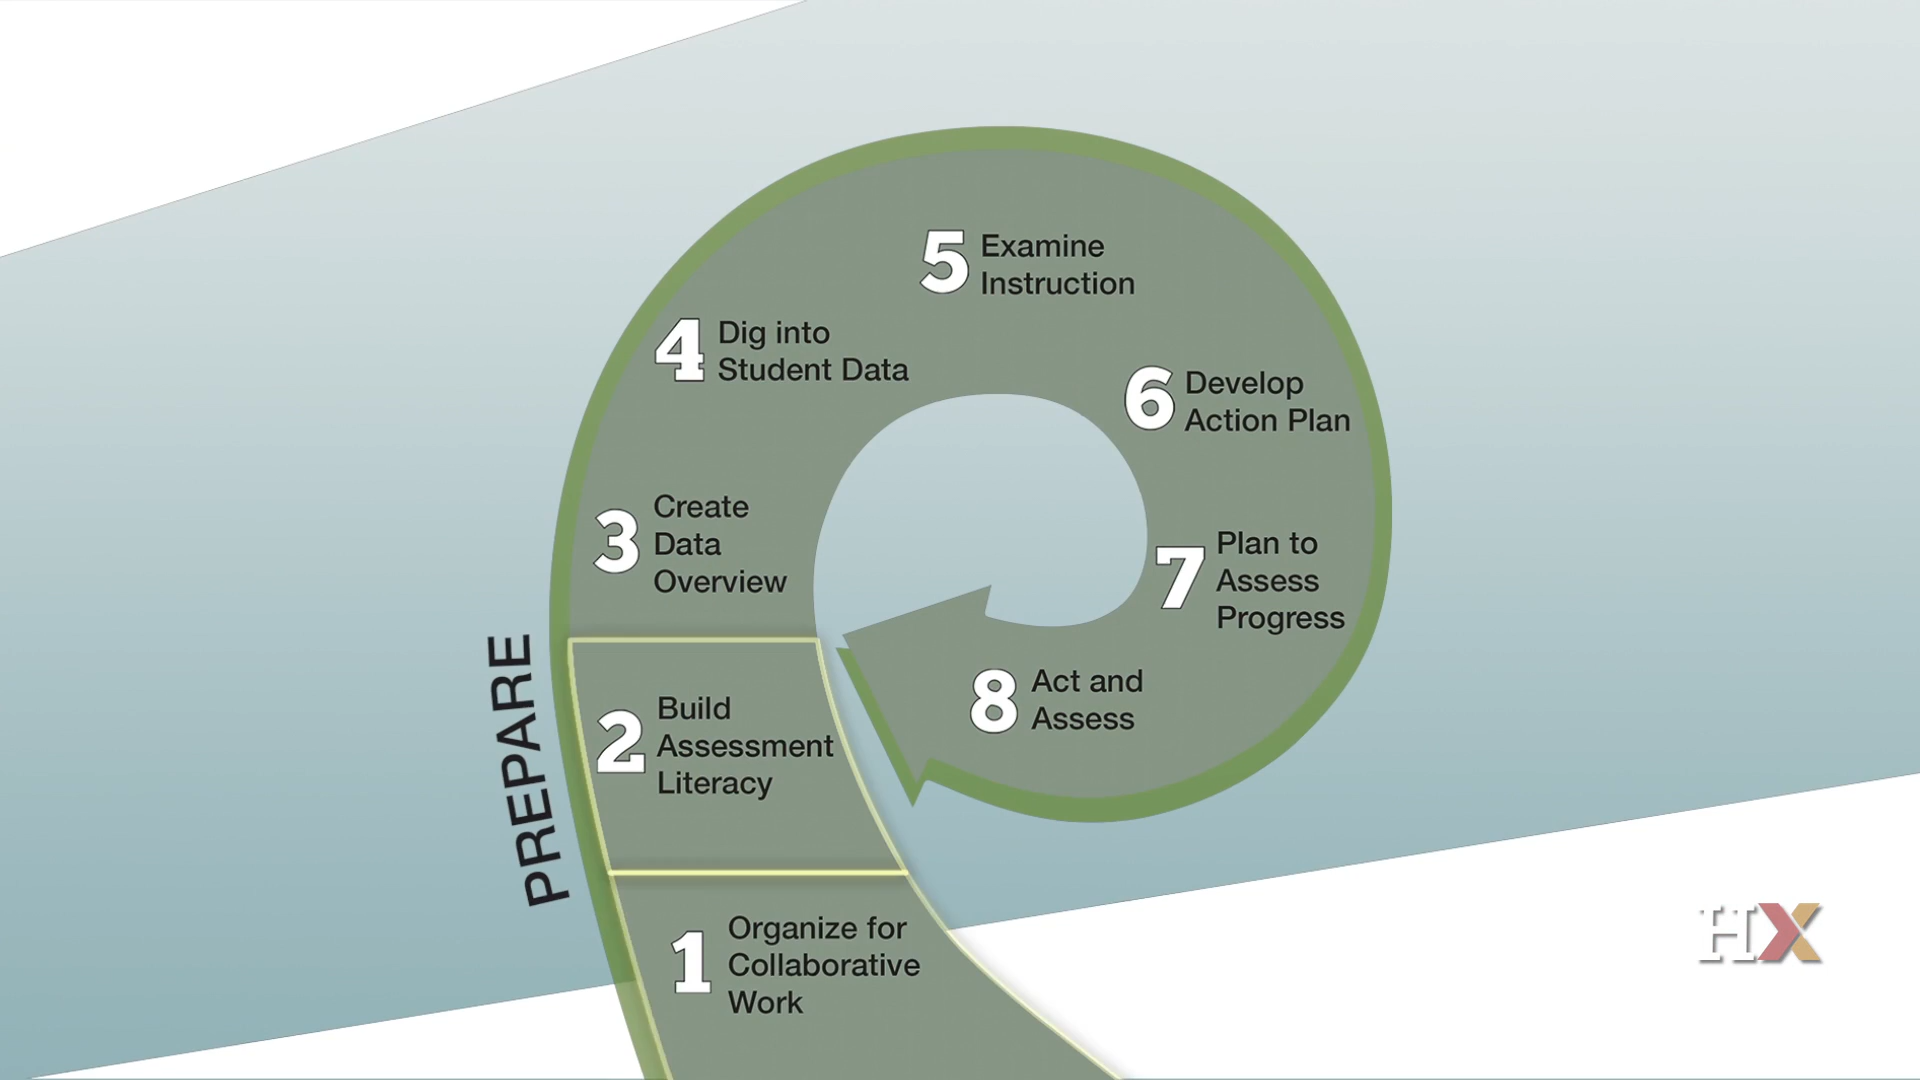 PREPARE
1
Organize for
Collaborative
Work
2
Build
Assessment
Literacy
3
Create
Data
Overview
4
Dig into
Student Data
5
Examine
Instruction
6
Develop
Action Plan
7
Plan to
Assess
Progress
8
Act and
Assess
HX